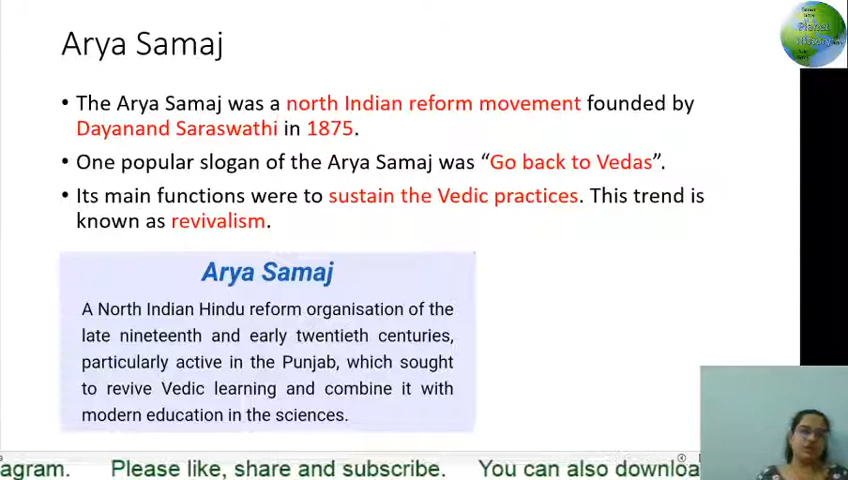 Arya Samaj
• The Arya Samaj was a north Indian reform movement founded by
Dayanand Saraswathi in 1875.
• One popular slogan of the Arya Samaj was “Go back to Vedas”.
• Its main functions were to sustain the Vedic practices. This trend is
known as revivalism.
Arya Samaj
A North Indian Hindu reform organisation of the
late nineteenth and early twentieth centuries,
particularly active in the Punjab, which sought
to revive Vedic learning and combine it with
modern education in the sciences.
agram. Please like, share and subscribe. You can also downloa